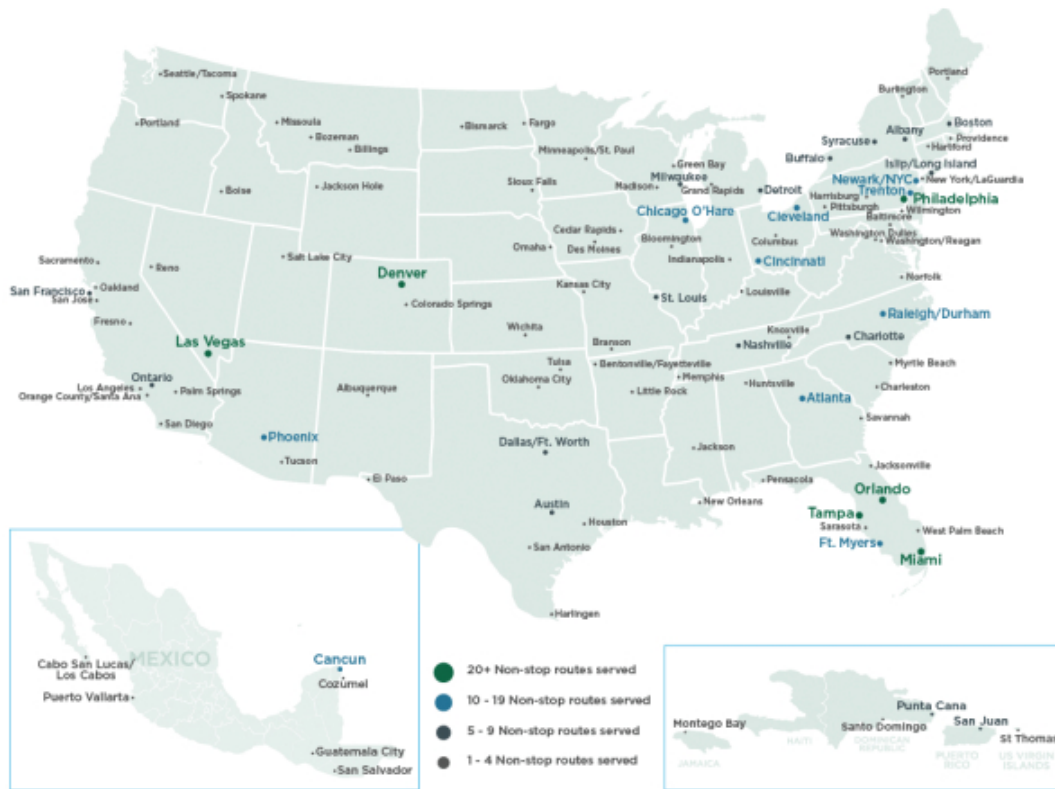 Seattle/Tacoma
Spokane
Portland
Missoula
Bozeman
Billings
Bismarck
Fargo
Minneapolis/St. Paul
Green Bay
Milwaukee
Sioux Falls
Madison
Grand Rapids
Detroit
Portland
Burlington
Boston
Albany
Providence
Syracuse
Hartford
Buffalo
Islip/Long Island
Newark/NYC
New York/LaGuardia
Trenton
Harrisburg
Philadelphia
Pittsburgh
Wilmington
Baltimore
Washington Dulles
Washington/Reagan
Boise
Jackson Hole
Chicago O'Hare
Cleveland
Cedar Rapids
Omaha
Des Moines
Bloomington
Columbus
Indianapolis
Cincinnati
Sacramento
Reno
Salt Lake City
Denver
Kansas City
Norfolk
San Francisco
Oakland
San Jose
Colorado Springs
St. Louis
Louisville
Fresno
Raleigh/Durham
Wichita
Knoxville
Las Vegas
Branson
Nashville
Charlotte
Tulsa
Bentonville/Fayetteville
Myrtle Beach
Ontario
Los Angeles
Orange County/Santa Ana
Palm Springs
Albuquerque
Oklahoma City
Memphis
Huntsville
Little Rock
Charleston
Atlanta
San Diego
Savannah
Phoenix
Dallas/Ft. Worth
Jackson
Tucson
El Paso
Jacksonville
Pensacola
Orlando
Austin
New Orleans
Tampa
Houston
Sarasota
West Palm Beach
San Antonio
Ft. Myers
Miami
Harlingen
MEXICO
Cancun
Cabo San Lucas/
Los Cabos
Cozumel
Puerto Vallarta
Guatemala City
San Salvador
20+ Non-stop routes served
10 - 19 Non-stop routes served
5 - 9 Non-stop routes served
1 - 4 Non-stop routes served
Punta Cana
Montego Bay
Santo Domingo
San Juan
St Thomas
JAMAICA
HAITI
DOMINICAN
REPUBLIC
PUERTO
RICO
US VIRGIN
ISLANDS